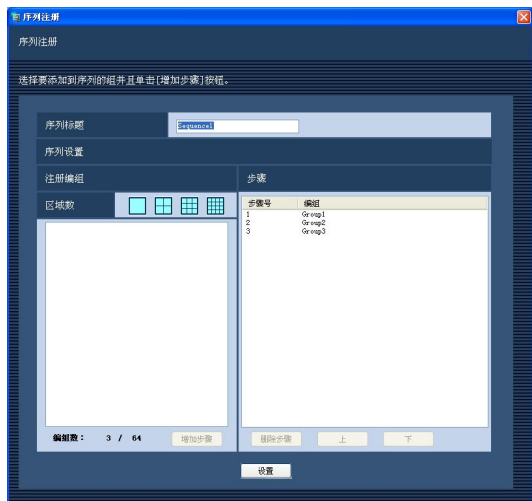 序列注册
序列注册
选择要添加到序列的组并且单击[增加步骤]按钮。
序列标题
Sequence1
序列设置
注册编组
步骤
区域数
步骤号 编组
1 Group1
2 Group2
3 Group3
编组数： 3 / 64
增加步骤
删除步骤
上
下
设置